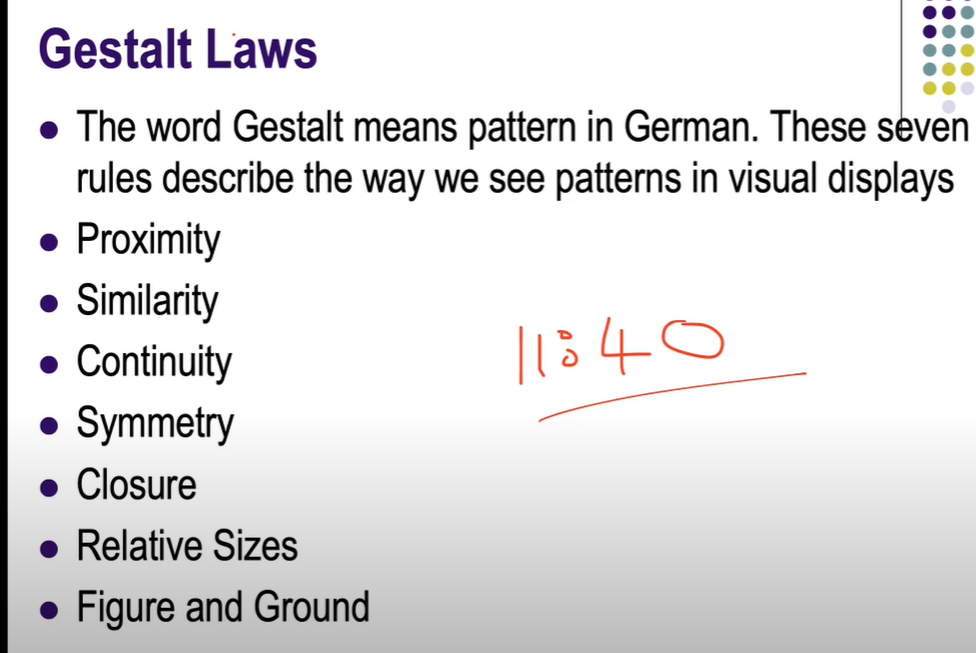 Gestalt Laws
The word Gestalt means pattern in German. These seven
rules describe the way we see patterns in visual displays
Proximity
Similarity
Continuity
11:40
Symmetry
Closure
Relative Sizes
Figure and Ground